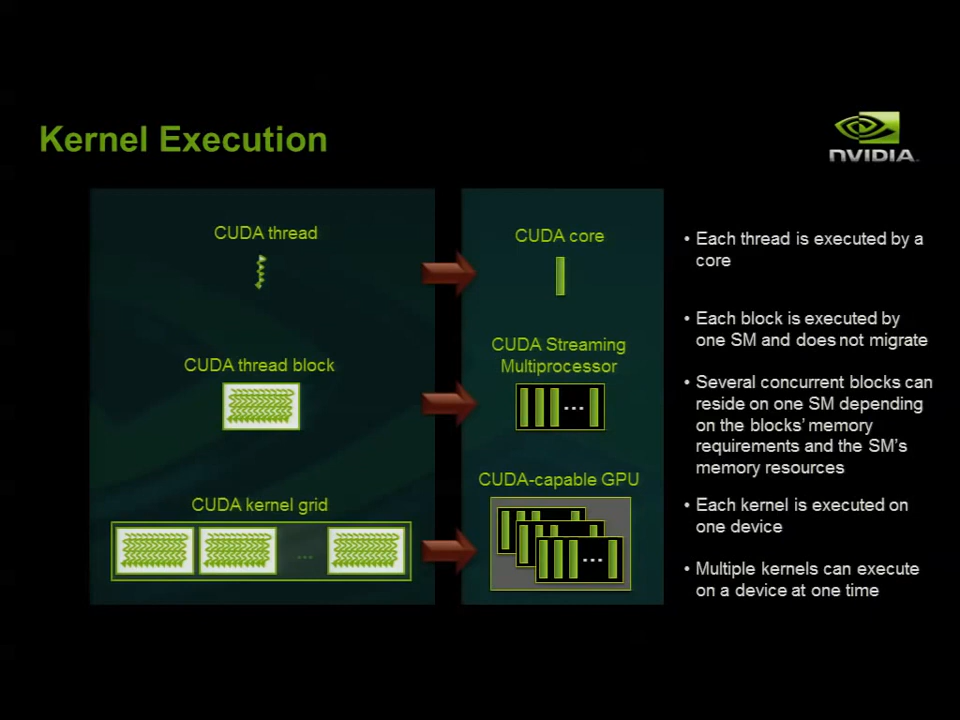 Kernel Execution
NVIDIA
CUDA thread
CUDA core
• Each thread is executed by a
core
CUDA thread block
CUDA Streaming
Multiprocessor
• Each block is executed by
one SM and does not migrate
• Several concurrent blocks can
reside on one SM depending
on the blocks' memory
requirements and the SM's
memory resources
CUDA kernel grid
CUDA-capable GPU
• Each kernel is executed on
one device
• Multiple kernels can execute
on a device at one time